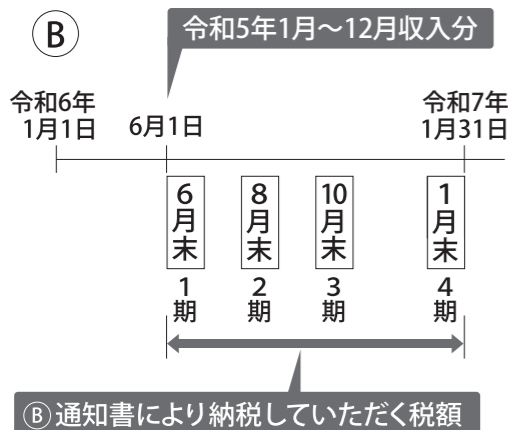 Ⓑ
令和5年1月～12月収入分
令和6年
1月1日
6月1日
令和7年
1月31日
6月末
8月末
10月末
1月末
1期
2期
3期
4期
Ⓑ通知書により納税していただく税額